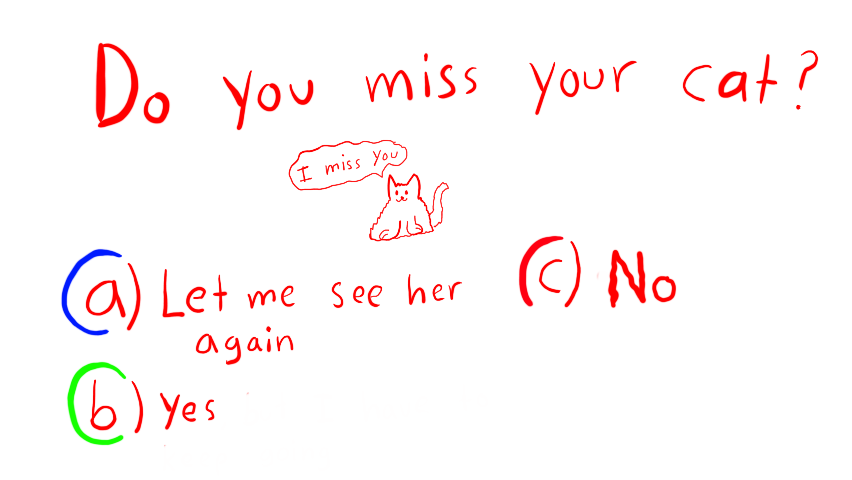 Do you miss your cat?
I miss you
(a) Let me see her
again
(b) Yes
(c) No